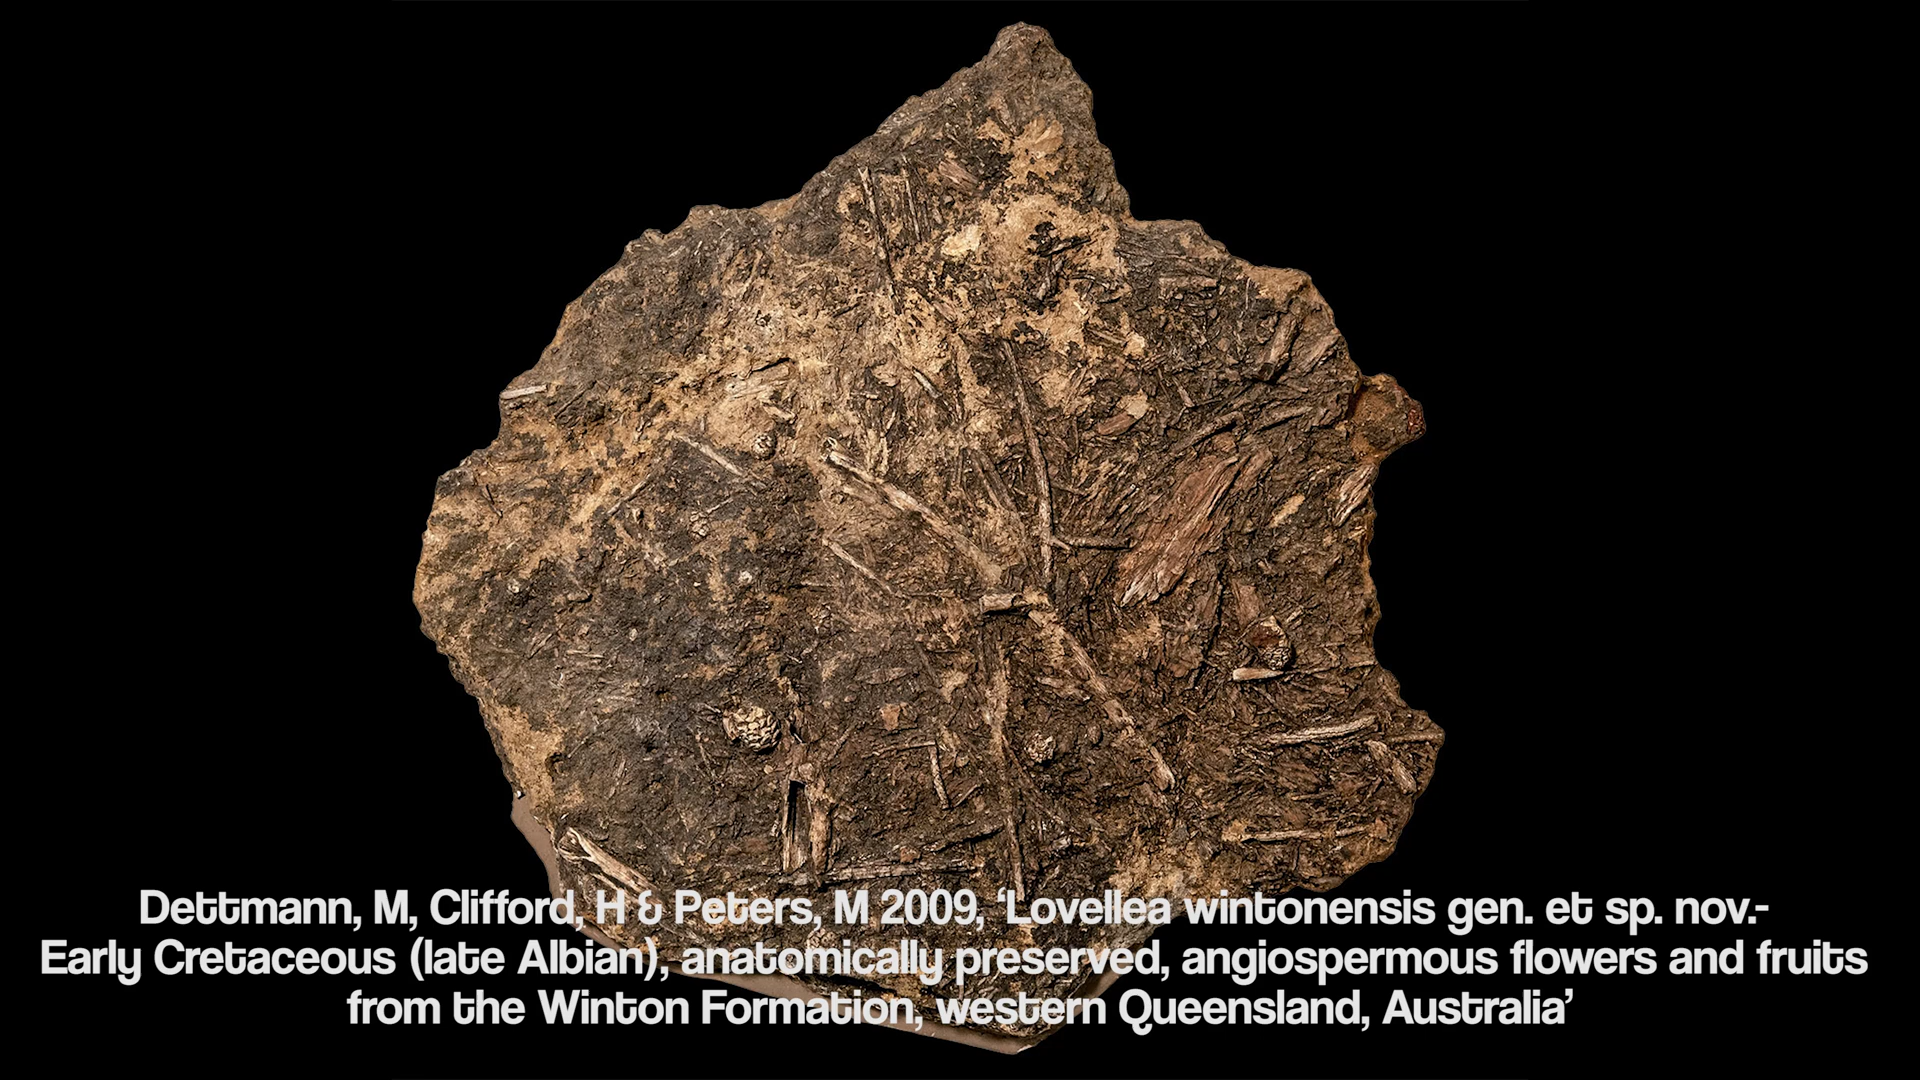 Dettmann, M, Clifford, H & Peters, M 2009, ‘Lovellea wintonensis gen. et sp. nov.-
Early Cretaceous (late Albian), anatomically preserved, angiospermous flowers and fruits
from the Winton Formation, western Queensland, Australia’